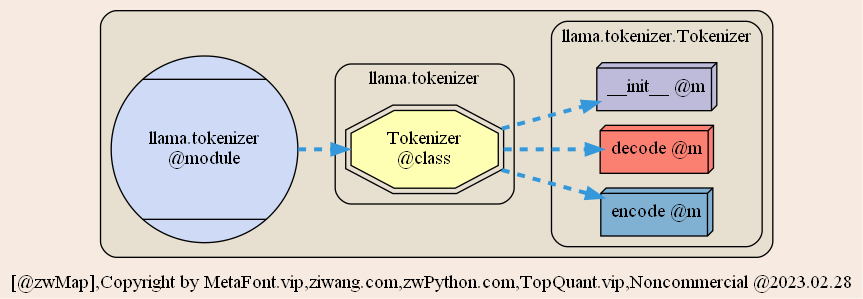 llama.tokenizer.Tokenizer
llama.tokenizer
__init__ @m
llama.tokenizer
@module
Tokenizer
@class
decode @m
encode @m
[@zwMap],Copyright by MetaFont.vip,ziwang.com,zwPython.com,TopQuant.vip,Noncommercial @2023.02.28